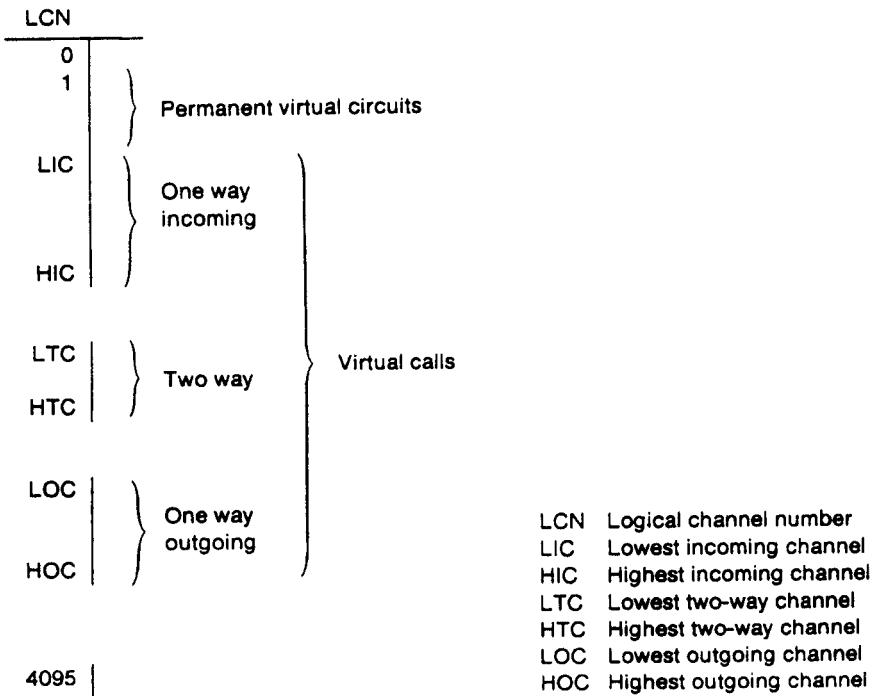 LCN
0
1
Permanent virtual circuits
LIC
One way
incoming
HIC
LTC
Two way
Virtual calls
HTC
LOC
One way
outgoing
HOC
4095
LCN Logical channel number
LIC Lowest incoming channel
HIC Highest incoming channel
LTC Lowest two-way channel
HTC Highest two-way channel
LOC Lowest outgoing channel
HOC Highest outgoing channel